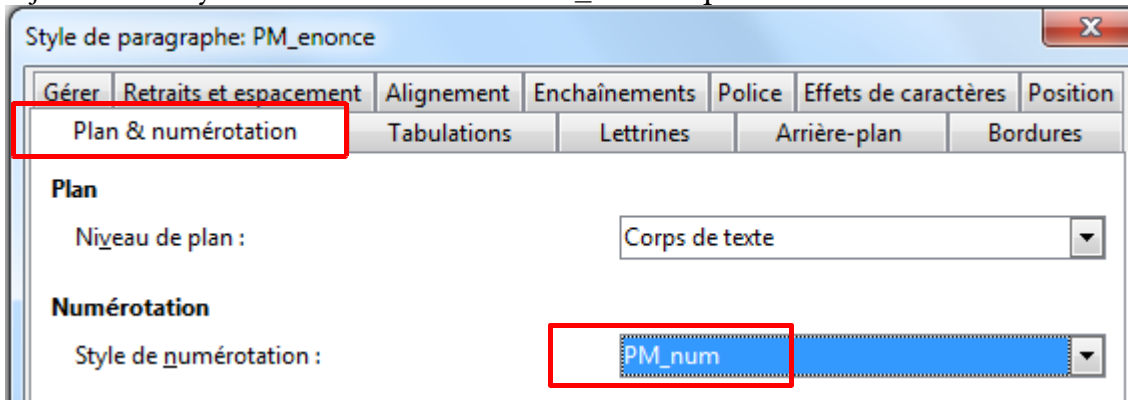 Style de paragraphe: PM_enonce
Gérer Retraits et espacement Alignement Enchaînements Police Effets de caractères Position
Plan & numérotation Tabulations Lettrines Arrière-plan Bordures
Plan
Niveau de plan : Corps de texte
Numérotation
Style de numérotation : PM_num